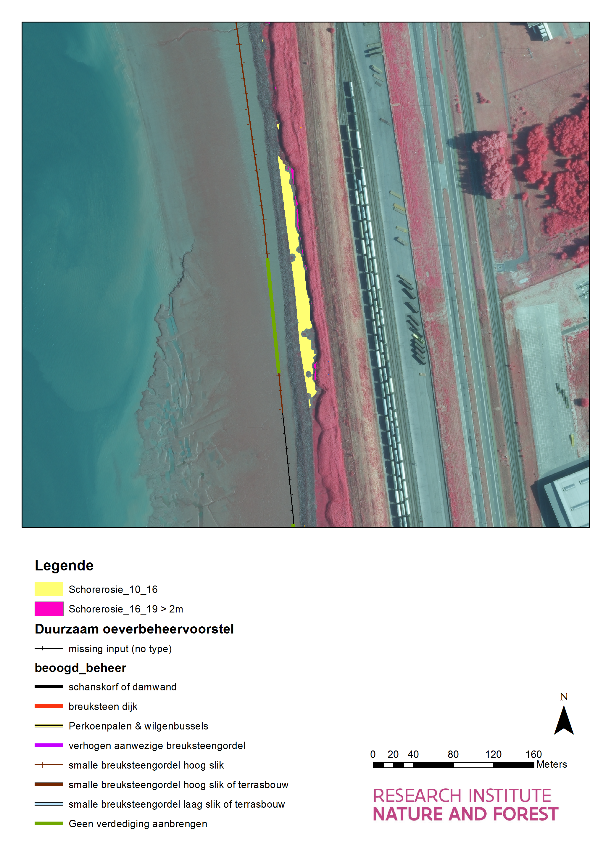 Legende
Schorerosie_10_16
Schorerosie_16_19 > 2m
Duurzaam oeverbeheervoorstel
missing input (no type)
beoogd_beheer
schanskorf of damwand
breuksteen dijk
Perkoenpalen & wilgenbussels
verhogen aanwezige breuksteengordel
smalle breuksteengordel hoog slik
smalle breuksteengordel hoog slik of terrasbouw
smalle breuksteengordel laag slik of terrasbouw
Geen verdediging aanbrengen
N
0 20 40 80 120 160
Meters
RESEARCH INSTITUTE
NATURE AND FOREST